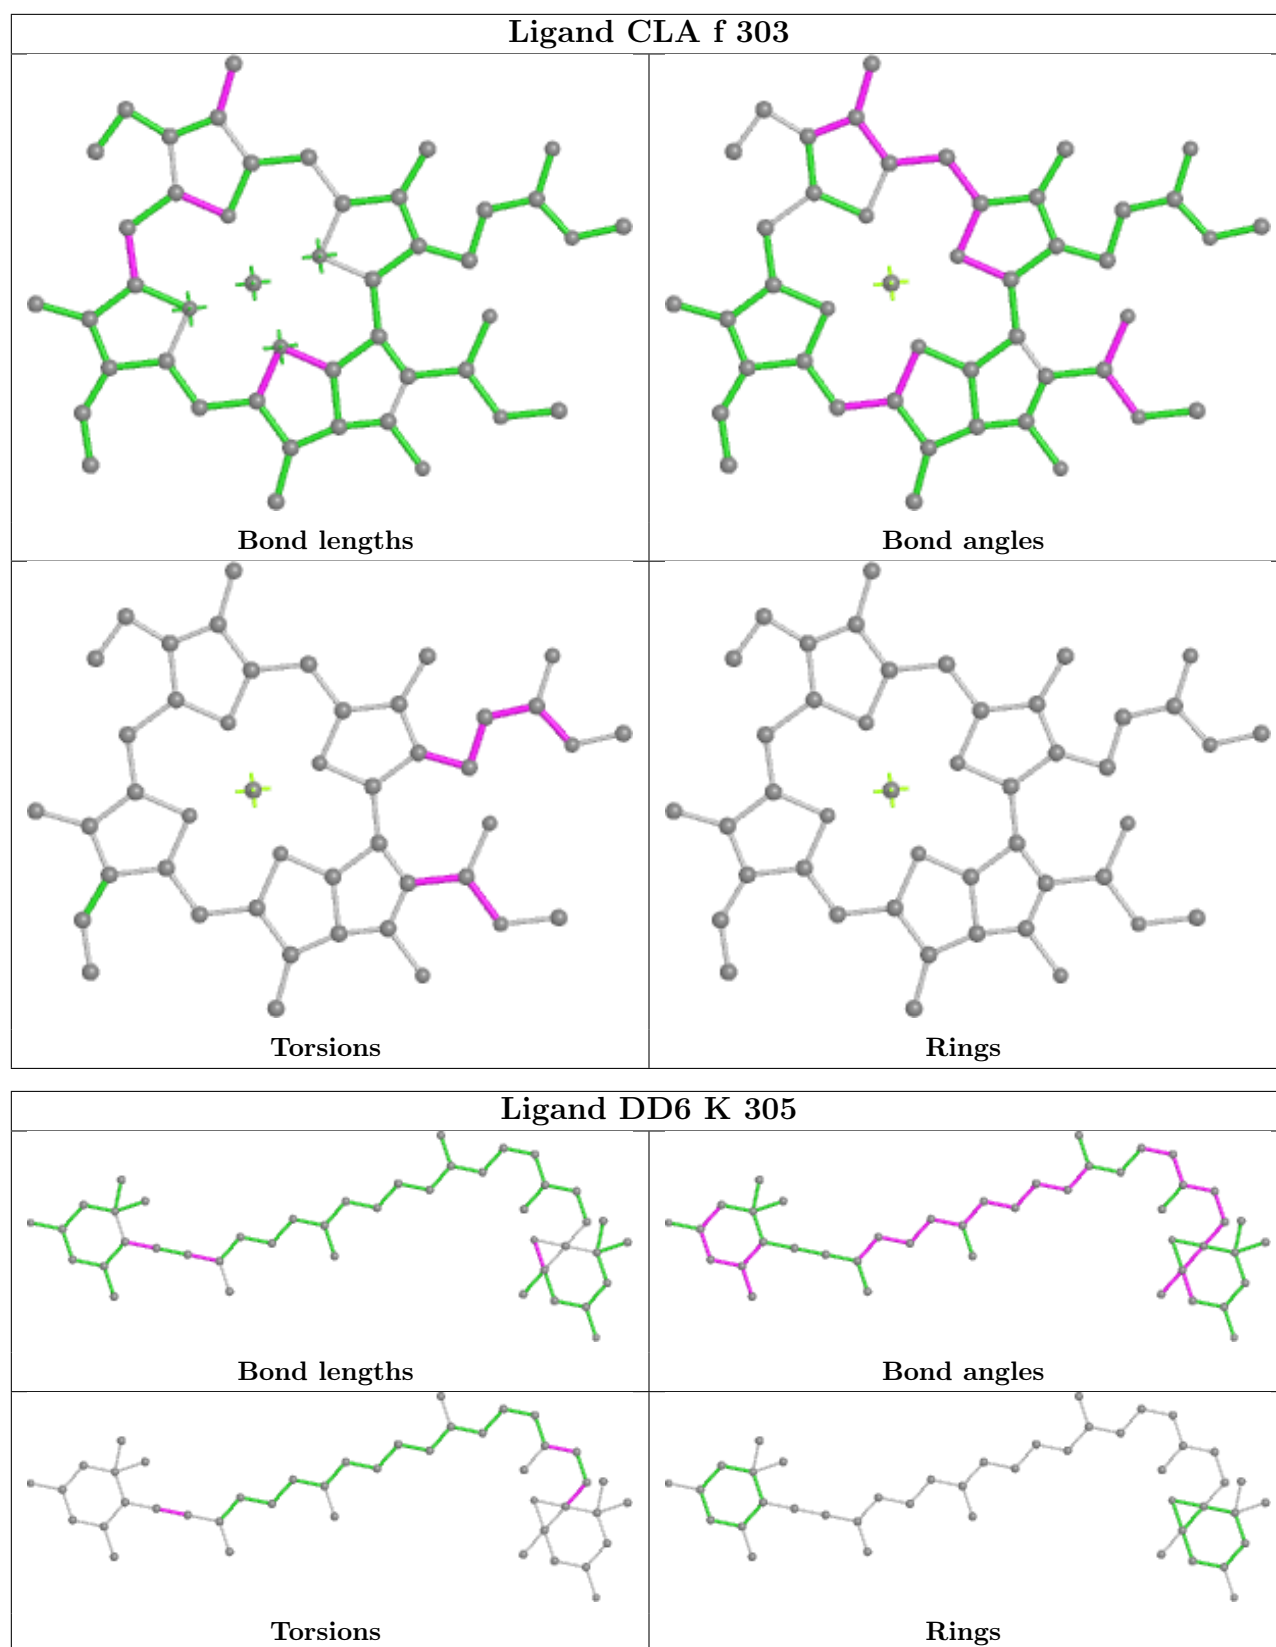 Ligand CLA f 303
Bond lengths
Bond angles
Torsions
Rings
Ligand DD6 K 305
Bond lengths
Bond angles
Torsions
Rings